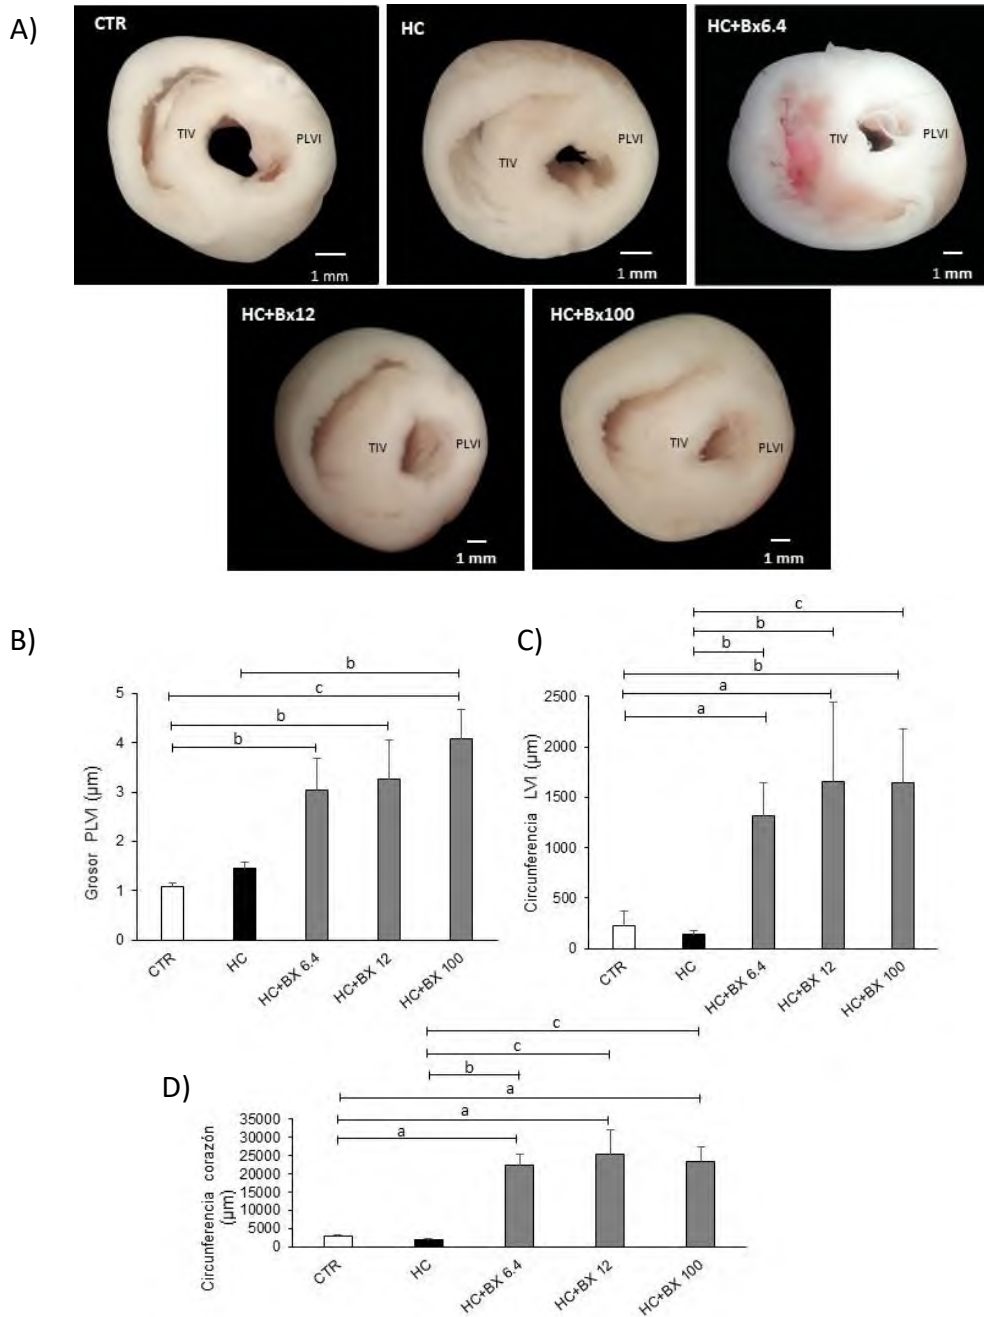 A)
CTR
TIV
PLVI
1 mm
HC
TIV
PLVI
1 mm
HC+Bx6.4
TIV
PLVI
1 mm
HC+Bx12
TIV
PLVI
1 mm
HC+Bx100
TIV
PLVI
1 mm
B)
b
c
b
b
Grosor PLVI (µm)
5
4
3
2
1
0
CTR
HC
HC+BX 6.4
HC+BX 12
HC+BX 100
C)
c
b
b
b
a
a
Circunferencia LVI (µm)
2500
2000
1500
1000
500
0
CTR
HC
HC+BX 6.4
HC+BX 12
HC+BX 100
D)
c
c
b
a
a
a
Circunferencia corazón
(µm)
35000
30000
25000
20000
15000
10000
5000
0
CTR
HC
HC+BX 6.4
HC+BX 12
HC+BX 100